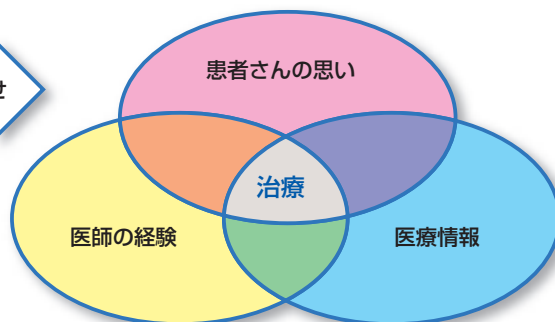 せ
患者さんの思い
治療
医師の経験
医療情報